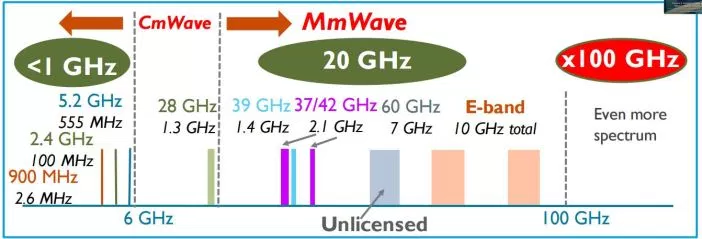 CmWave
MmWave
<1 GHz
20 GHz
x100 GHz
5.2 GHz
555 MHz
2.4 GHz
100 MHz
900 MHz
2.6 MHz
28 GHz
1.3 GHz
39 GHz
1.4 GHz
37/42 GHz
2.1 GHz
60 GHz
7 GHz
E-band
10 GHz total
Even more
spectrum
6 GHz
Unlicensed
100 GHz